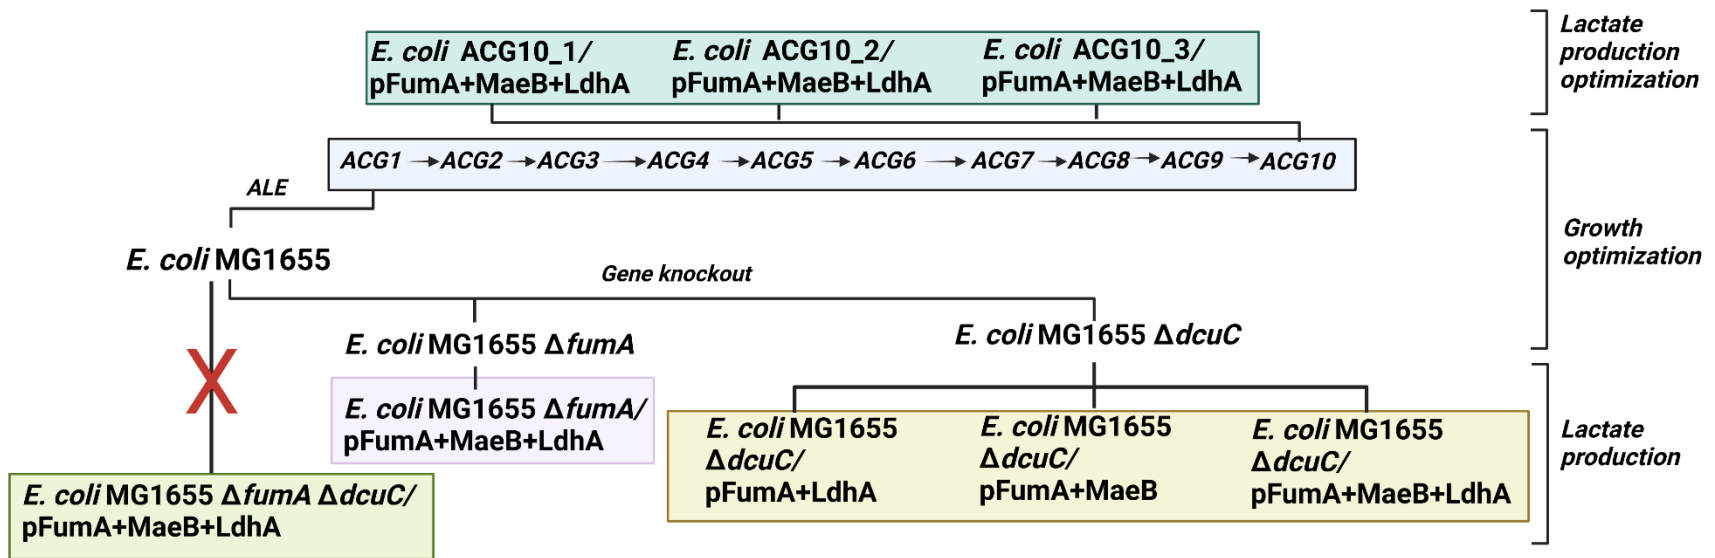 E. coli ACG10_1/
pFumA+MaeB+LdhA
E. coli ACG10_2/
pFumA+MaeB+LdhA
E. coli ACG10_3/
pFumA+MaeB+LdhA
Lactate
production
optimization
ACG1 → ACG2 → ACG3 → ACG4 → ACG5 → ACG6 → ACG7 → ACG8 → ACG9 → ACG10
ALE
E. coli MG1655
Gene knockout
Growth
optimization
E. coli MG1655 ΔfumA
E. coli MG1655 ΔdcuC
E. coli MG1655 ΔfumA/
pFumA+MaeB+LdhA
E. coli MG1655
ΔdcuC/
pFumA+LdhA
E. coli MG1655
ΔdcuC/
pFumA+MaeB
E. coli MG1655
ΔdcuC/
pFumA+MaeB+LdhA
Lactate
production
X
E. coli MG1655 ΔfumA ΔdcuC/
pFumA+MaeB+LdhA